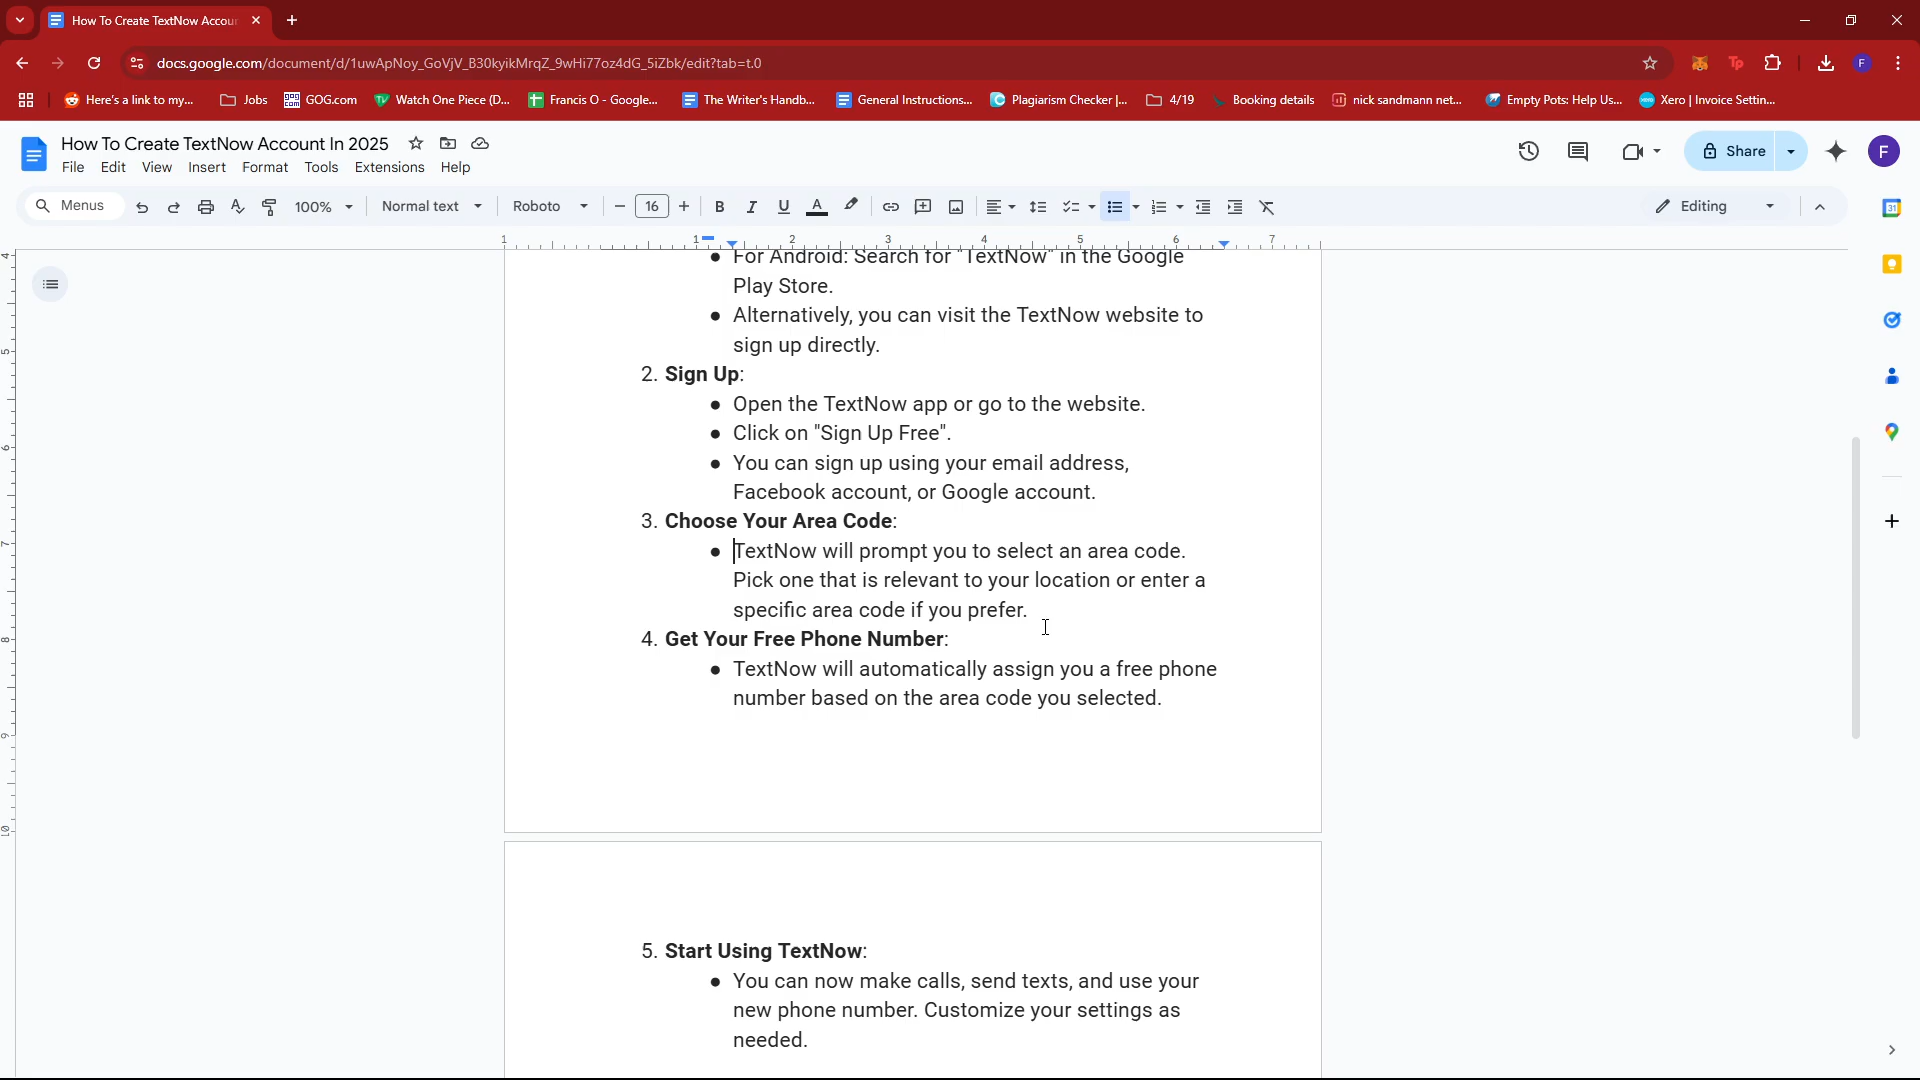 How To Create TextNow Accou
docs.google.com/document/d/1uwApNoy_GoVjV_B30kyikMrqZ_9wHi77oz4dG_5iZbk/edit?tab=t.0
Here's a link to my...
Jobs
GOG.com
Watch One Piece (D...
Francis O - Google...
The Writer's Handb...
General Instructions...
Plagiarism Checker |...
4/19
Booking details
nick sandmann net...
Empty Pots: Help Us...
Xero | Invoice Settin...
How To Create TextNow Account In 2025
File Edit View Insert Format Tools Extensions Help
Share
F
Menus
100%
Normal text
Roboto
16
Editing
1 1 2 3 4 5 6 7
• For Android: Search for "TextNow" in the Google
Play Store.
• Alternatively, you can visit the TextNow website to
sign up directly.
2. Sign Up:
• Open the TextNow app or go to the website.
• Click on "Sign Up Free".
• You can sign up using your email address,
Facebook account, or Google account.
3. Choose Your Area Code:
• TextNow will prompt you to select an area code.
Pick one that is relevant to your location or enter a
specific area code if you prefer.
4. Get Your Free Phone Number:
• TextNow will automatically assign you a free phone
number based on the area code you selected.
5. Start Using TextNow:
• You can now make calls, send texts, and use your
new phone number. Customize your settings as
needed.